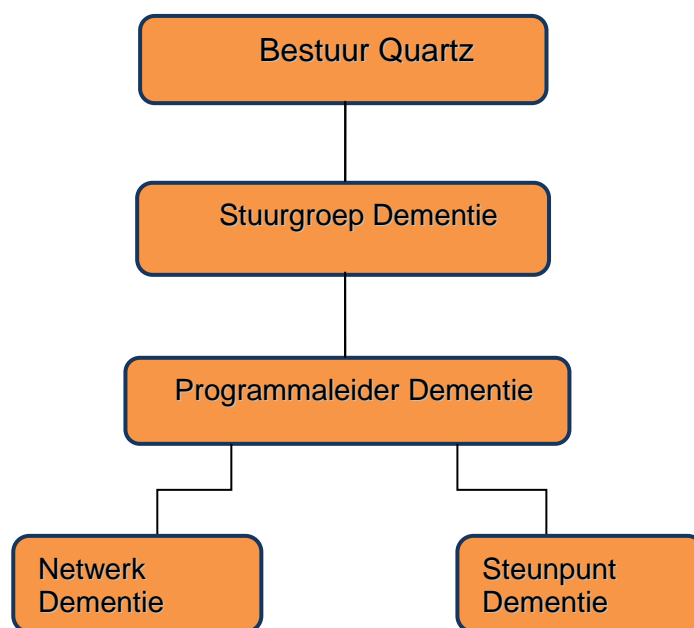 Bestuur Quartz
Stuurgroep Dementie
Programmaleider Dementie
Netwerk
Dementie
Steunpunt
Dementie